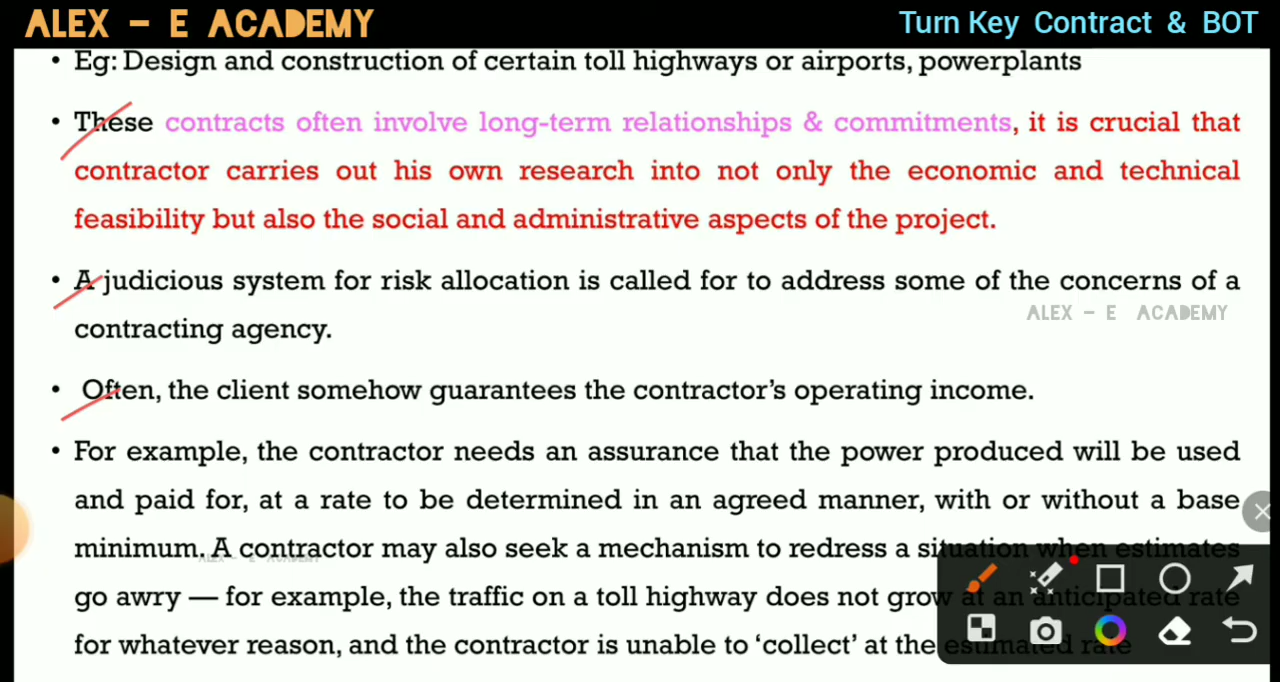 ALEX – E ACADEMY
Turn Key Contract & BOT
• Eg: Design and construction of certain toll highways or airports, powerplants
• These contracts often involve long-term relationships & commitments, it is crucial that
contractor carries out his own research into not only the economic and technical
feasibility but also the social and administrative aspects of the project.
• A judicious system for risk allocation is called for to address some of the concerns of a
ALEX – E ACADEMY
contracting agency.
• Often, the client somehow guarantees the contractor’s operating income.
• For example, the contractor needs an assurance that the power produced will be used
and paid for, at a rate to be determined in an agreed manner, with or without a base
minimum. A contractor may also seek a mechanism to redress a situation when estimates
ALEX – E ACADEMY
go awry — for example, the traffic on a toll highway does not grow at an anticipated rate
for whatever reason, and the contractor is unable to ‘collect’ at the estimated rate